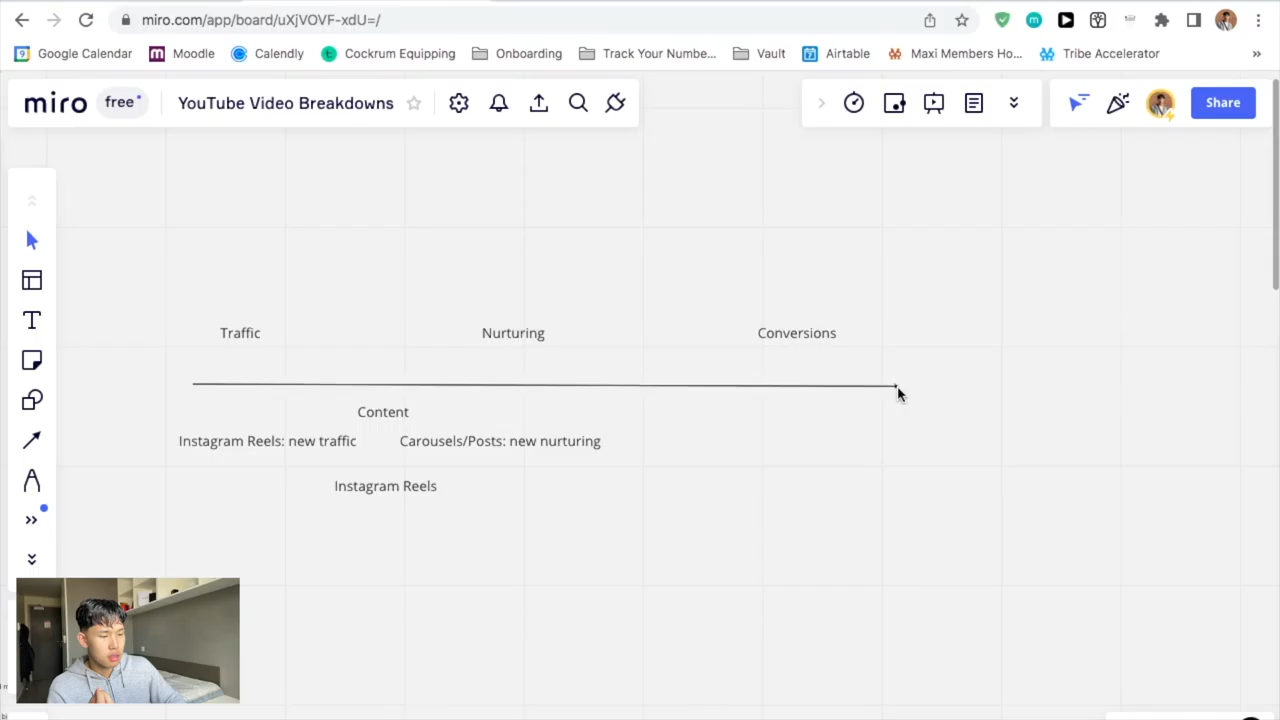 miro.com/app/board/uXjVOVF-xdU=/
Google Calendar Moodle Calendly Cockrum Equipping Onboarding Track Your Numbe... Vault Airtable Maxi Members Ho... Tribe Accelerator »
miro free YouTube Video Breakdowns Share
Traffic Nurturing Conversions
Content
Instagram Reels: new traffic Carousels/Posts: new nurturing
Instagram Reels